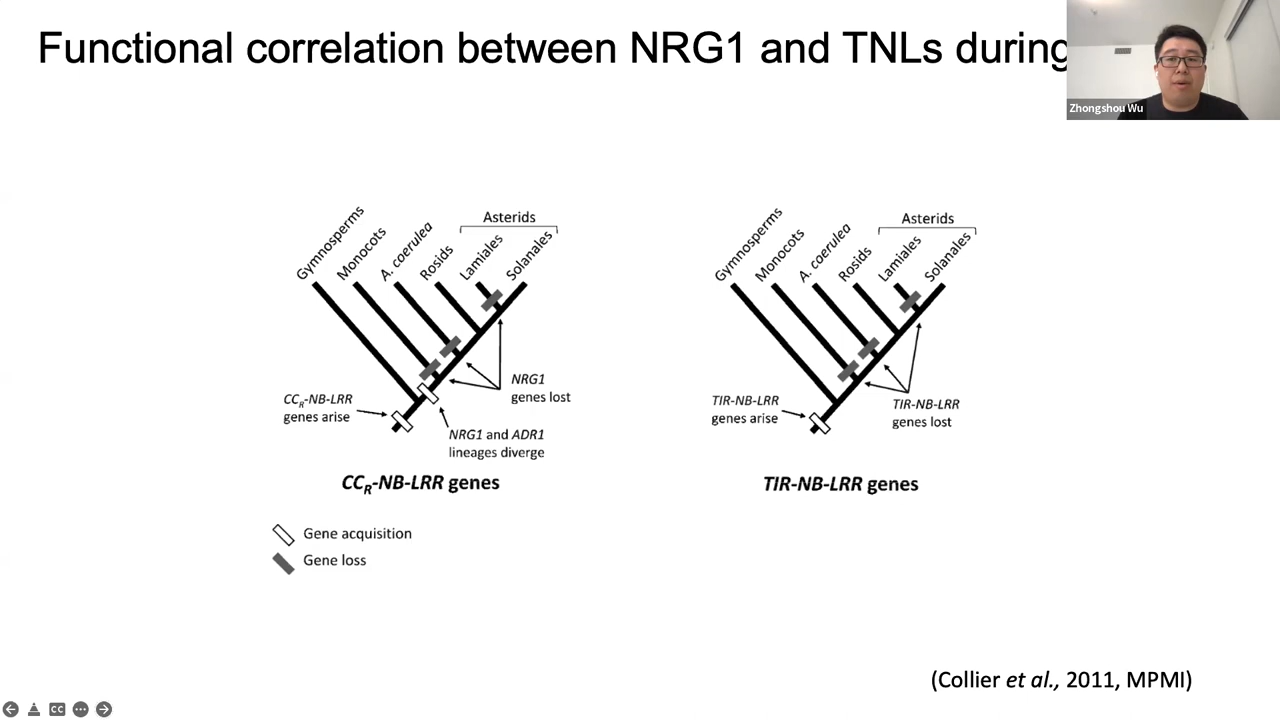 Functional correlation between NRG1 and TNLs during
Zhongshou Wu
Gymnosperms
Monocots
A. coerulea
Rosids
Lamiales
Solanales
Asterids
CCR-NB-LRR
genes arise
NRG1
genes lost
NRG1 and ADR1
lineages diverge
CCR-NB-LRR genes
Gymnosperms
Monocots
A. coerulea
Rosids
Lamiales
Solanales
Asterids
TIR-NB-LRR
genes arise
TIR-NB-LRR
genes lost
TIR-NB-LRR genes
Gene acquisition
Gene loss
(Collier et al., 2011, MPMI)
CC